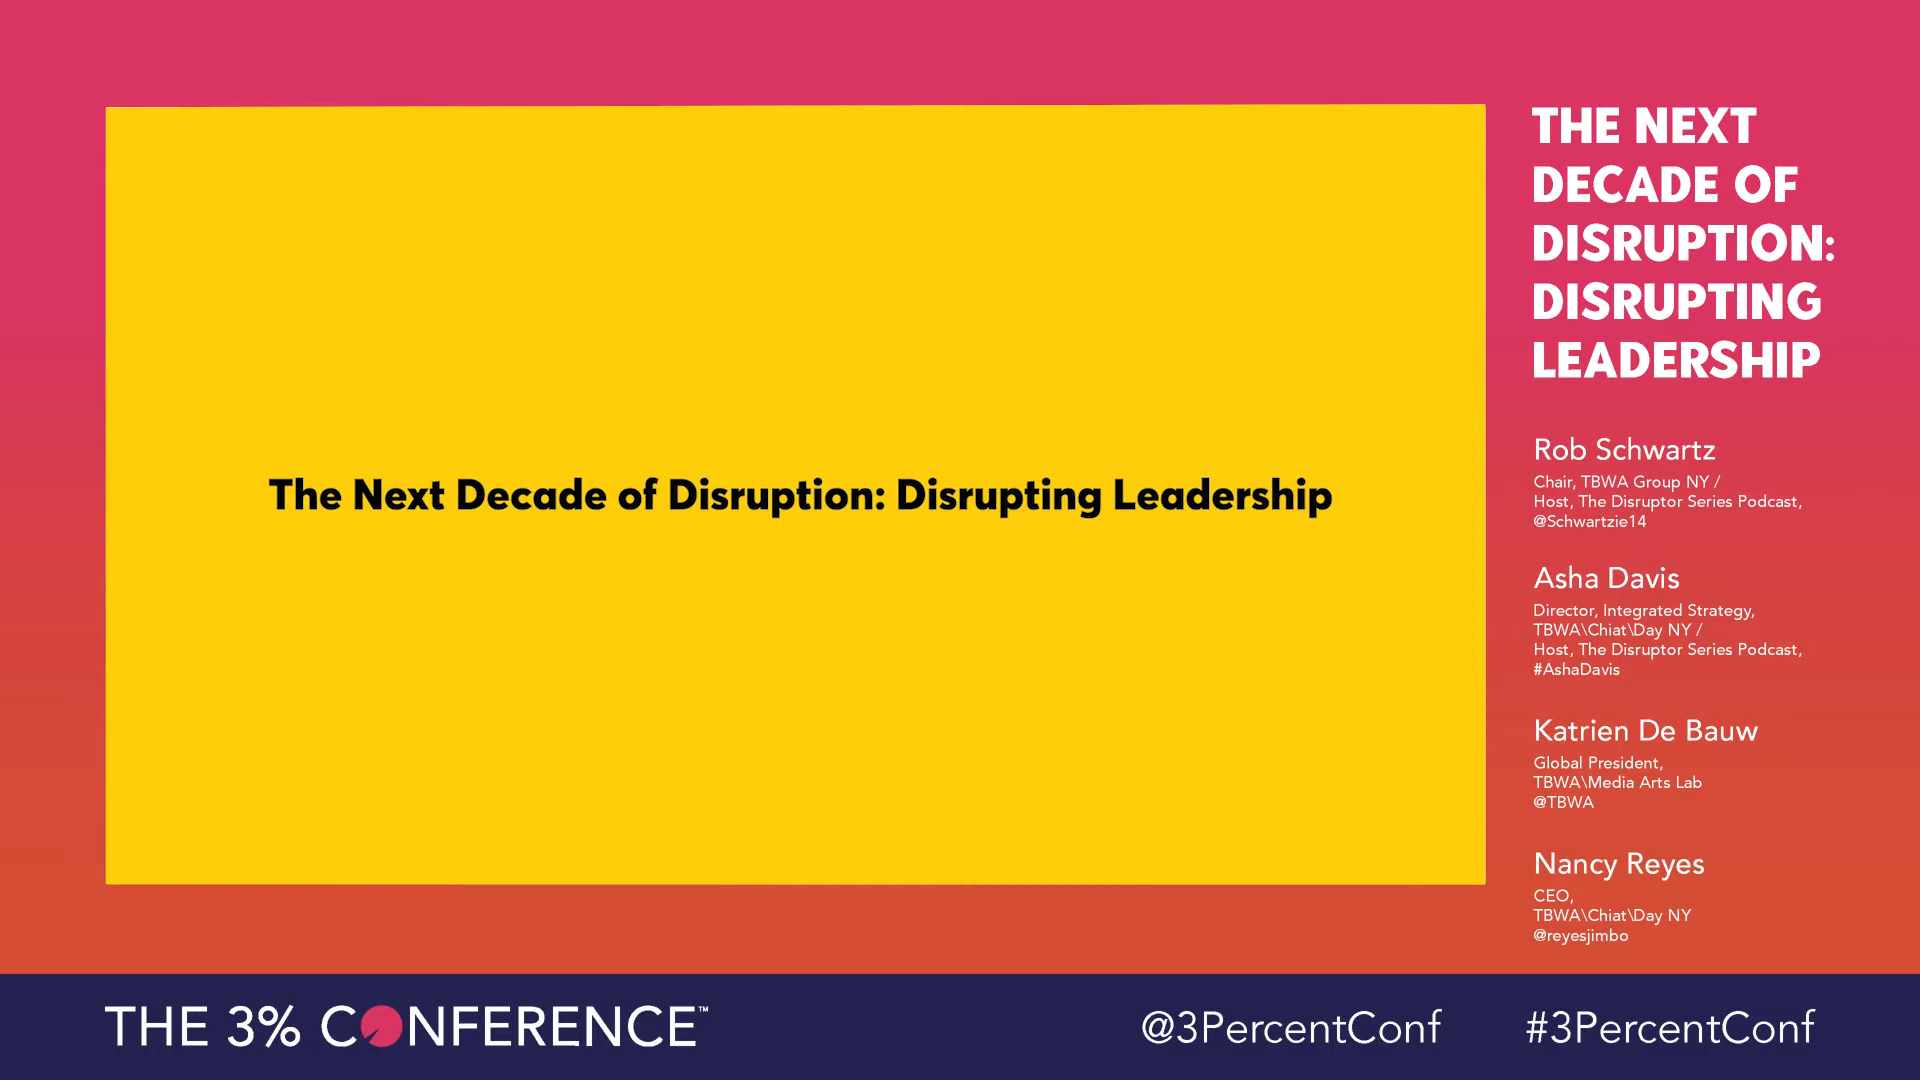 The Next Decade of Disruption: Disrupting Leadership
THE NEXT
DECADE OF
DISRUPTION:
DISRUPTING
LEADERSHIP
Rob Schwartz
Chair, TBWA Group NY /
Host, The Disruptor Series Podcast,
@Schwartzie14
Asha Davis
Director, Integrated Strategy,
TBWA\Chiat\Day NY /
Host, The Disruptor Series Podcast,
#AshaDavis
Katrien De Bauw
Global President,
TBWA\Media Arts Lab
@TBWA
Nancy Reyes
CEO,
TBWA\Chiat\Day NY
@reyesjimbo
THE 3% CONFERENCE™
@3PercentConf
#3PercentConf